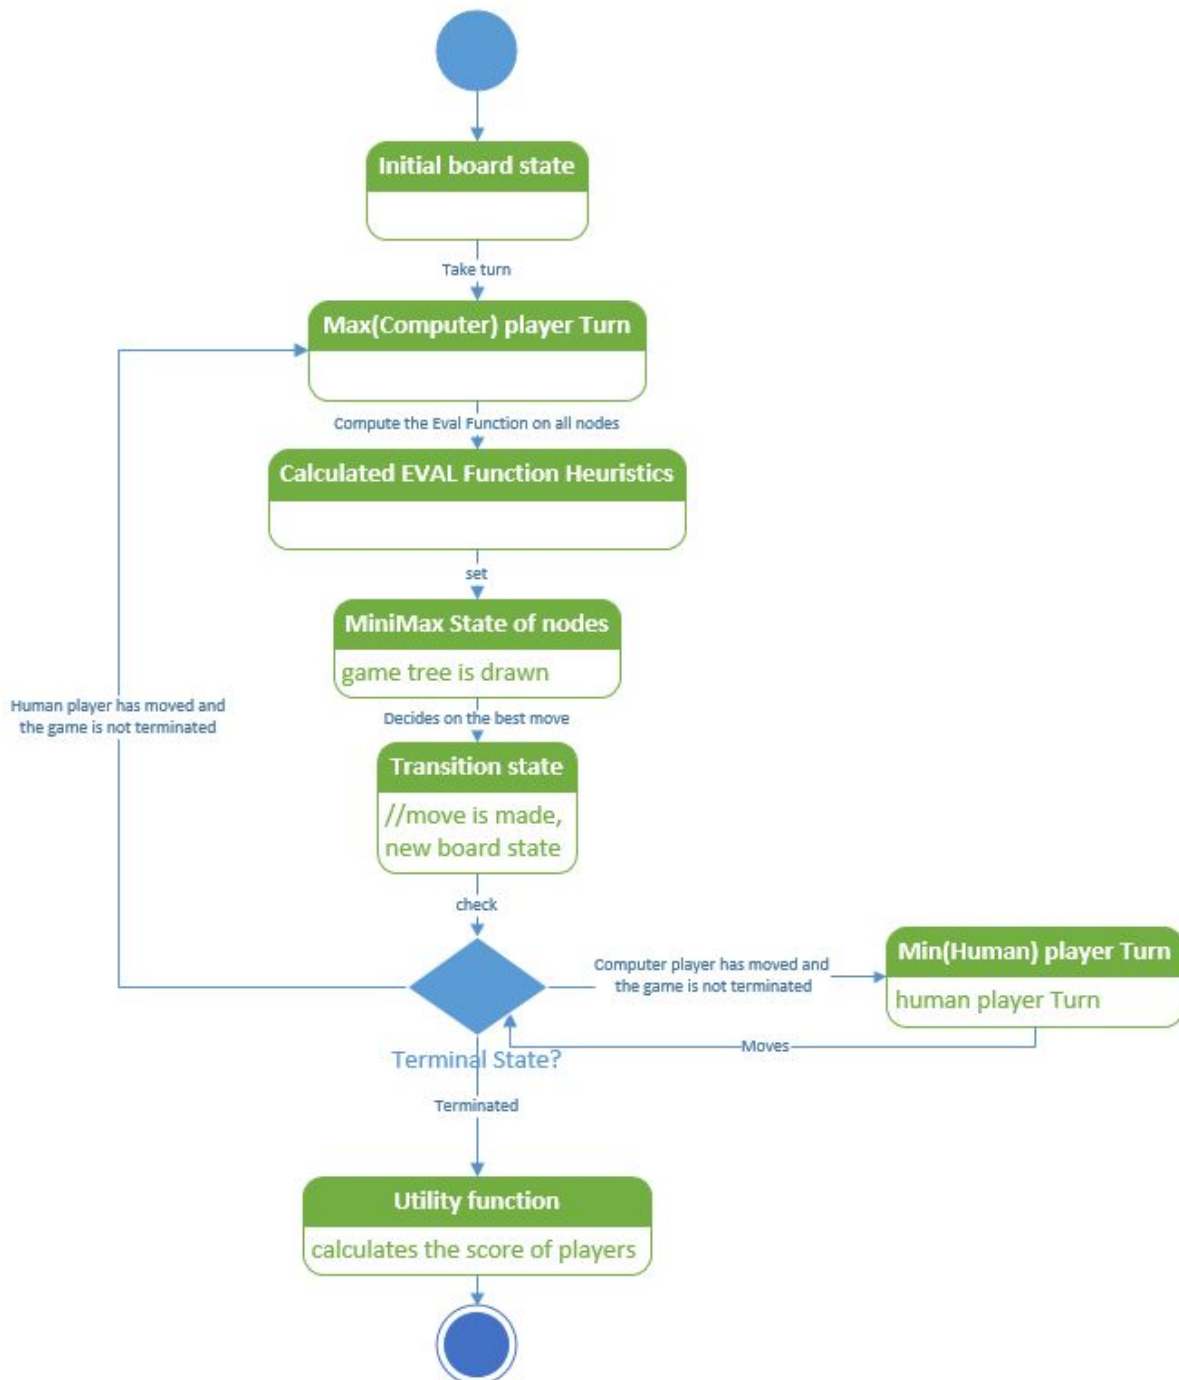 Initial board state
Take turn
Max(Computer) player Turn
Compute the Eval Function on all nodes
Calculated EVAL Function Heuristics
set
MiniMax State of nodes
game tree is drawn
Human player has moved and
the game is not terminated
Decides on the best move
Transition state
//move is made,
new board state
check
Computer player has moved and
the game is not terminated
Min(Human) player Turn
human player Turn
Moves
Terminal State?
Terminated
Utility function
calculates the score of players